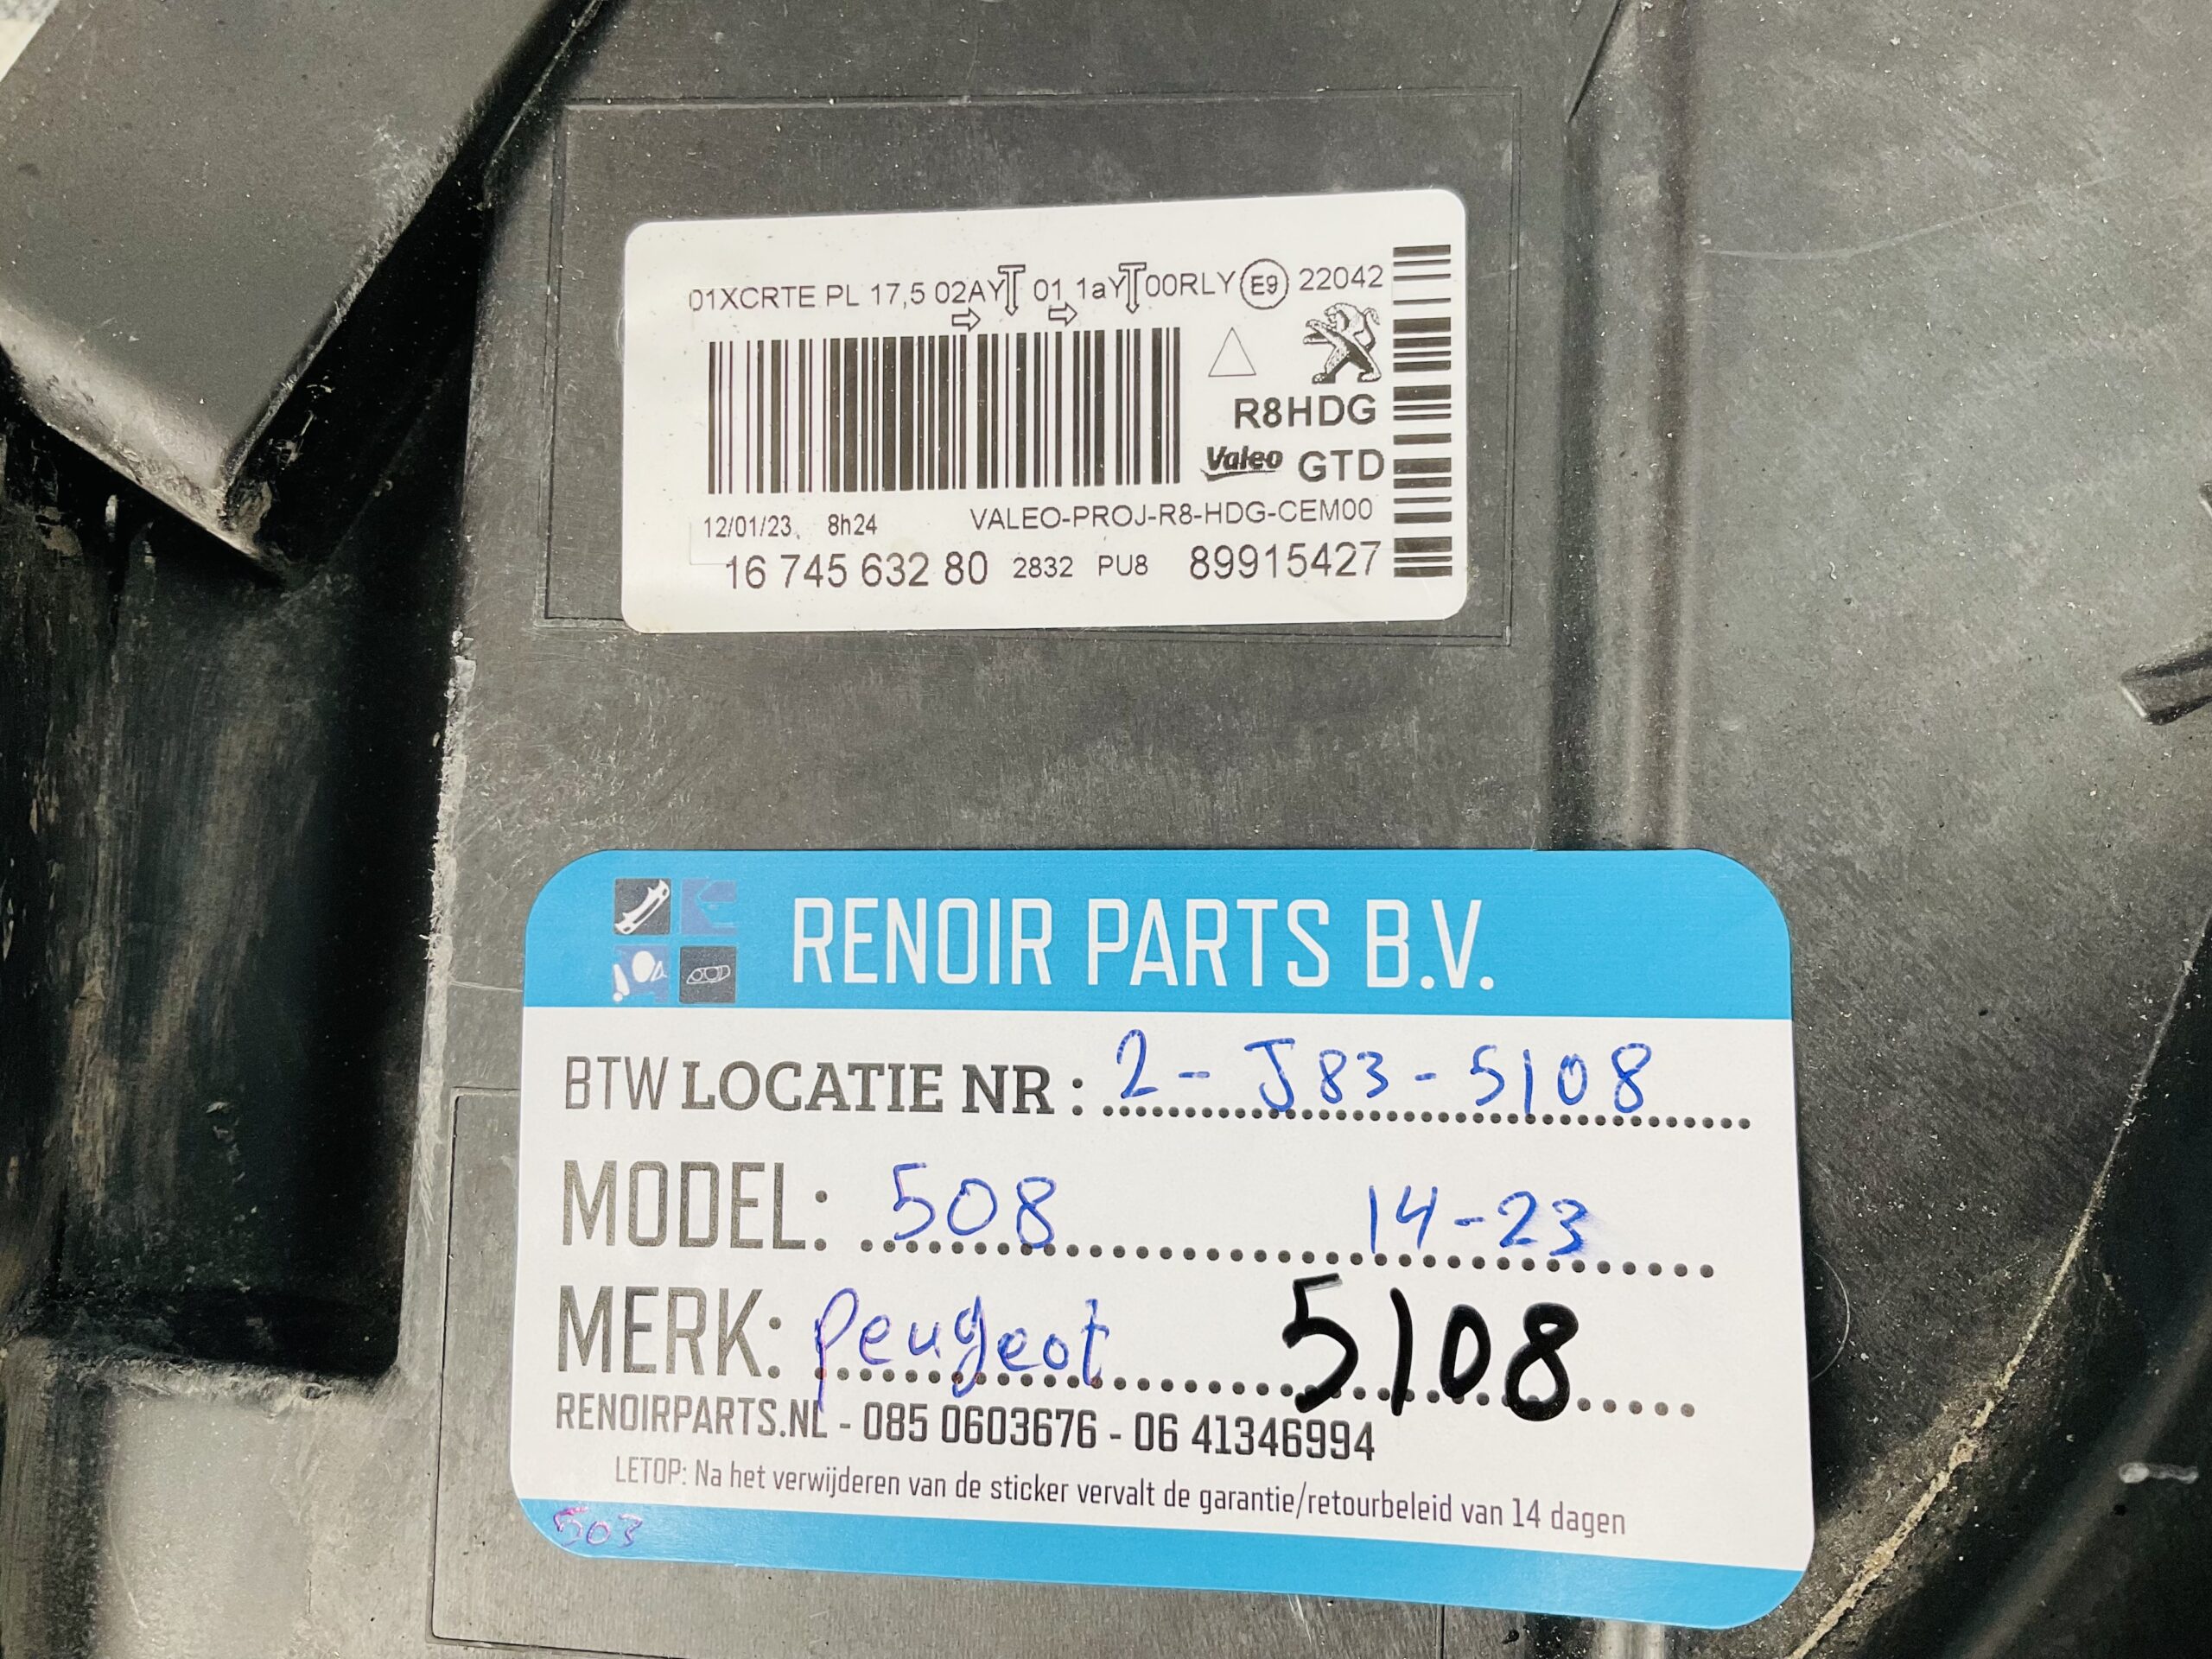 01XCRTE PL 17,5 02AY 01 1aY 00RLY E9 22042
R8HDG
Valeo GTD
12/01/23 8h24 VALEO-PROJ-R8-HDG-CEM00
16 745 632 80 2832 PU8 89915427
RENOIR PARTS B.V.
BTW LOCATIE NR : 2-J83-5108
MODEL: 508 14-23
MERK: Peugeot 5108
RENOIRPARTS.NL - 085 0603676 - 06 41346994
LETOP: Na het verwijderen van de sticker vervalt de garantie/retourbeleid van 14 dagen
503